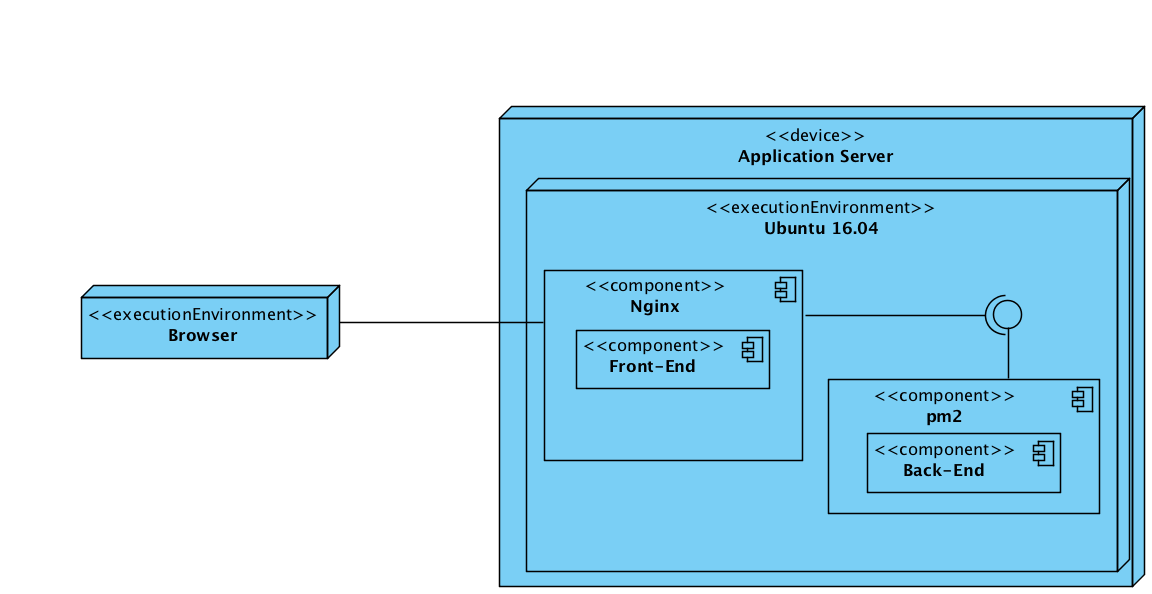 <<device>>
Application Server
<<executionEnvironment>>
Ubuntu 16.04
<<component>>
Nginx
<<executionEnvironment>>
Browser
<<component>>
Front-End
<<component>>
pm2
<<component>>
Back-End